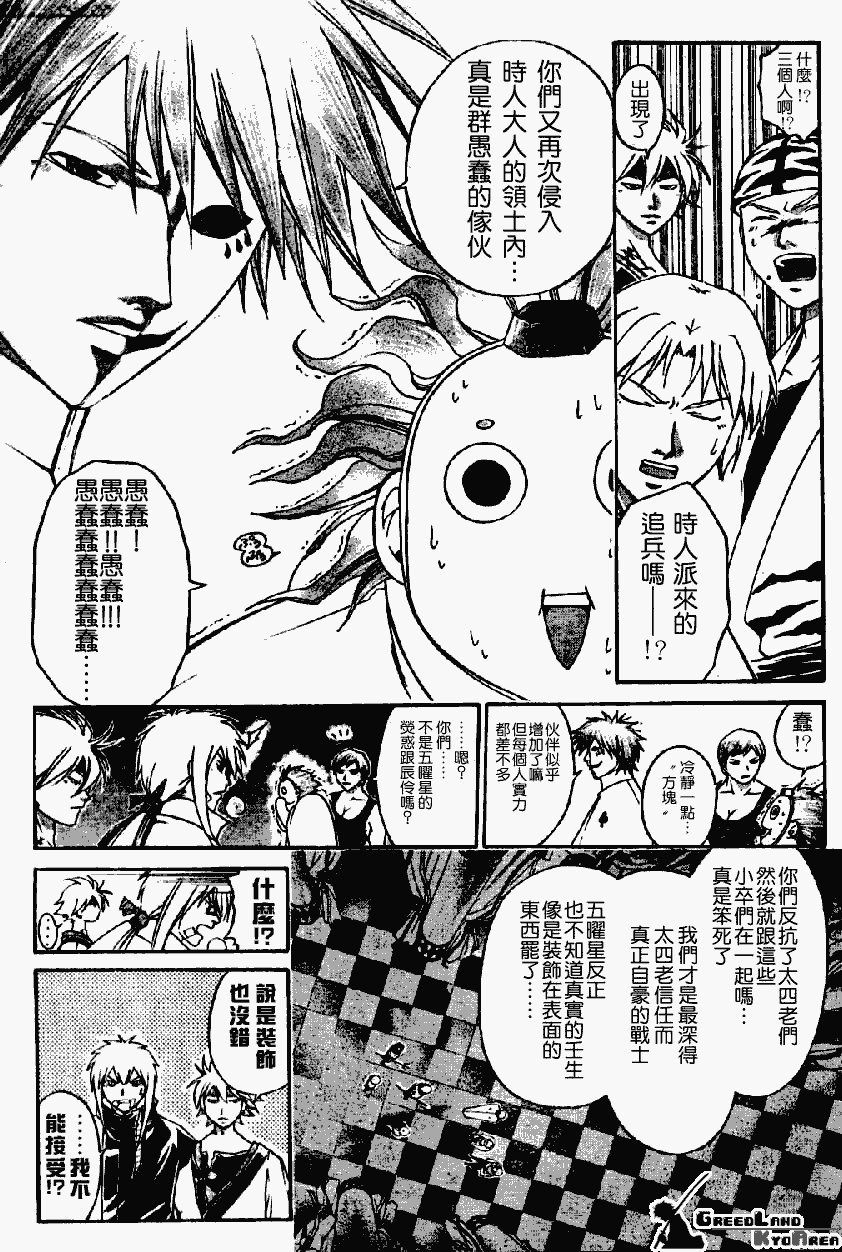 什麼!?
三個人啊!?
出現了
時人派來的
追兵嗎——!?
你們又再次侵入
時人大人的領土內…
真是群愚蠢的傢伙
愚蠢!
愚蠢!!愚蠢!!!
愚蠢蠢蠢蠢蠢蠢……
蠢!?
冷靜一點…
〝方塊〞
伙伴似乎
增加了嘛
但每個人實力
都差不多
……嗯?
你們……
不是五曜星的
熒惑跟辰伶嗎?
你們反抗了太四老們
然後就跟這些
小卒們在一起嗎…
真是笨死了
我們才是最深得
太四老信任而
真正自豪的戰士
五曜星反正
也不知道真實的壬生
像是裝飾在表面的
東西罷了……
什麼!?
…
說是裝飾
也沒錯
……我不
能接受!?
GREEDLAND
KYOAREA